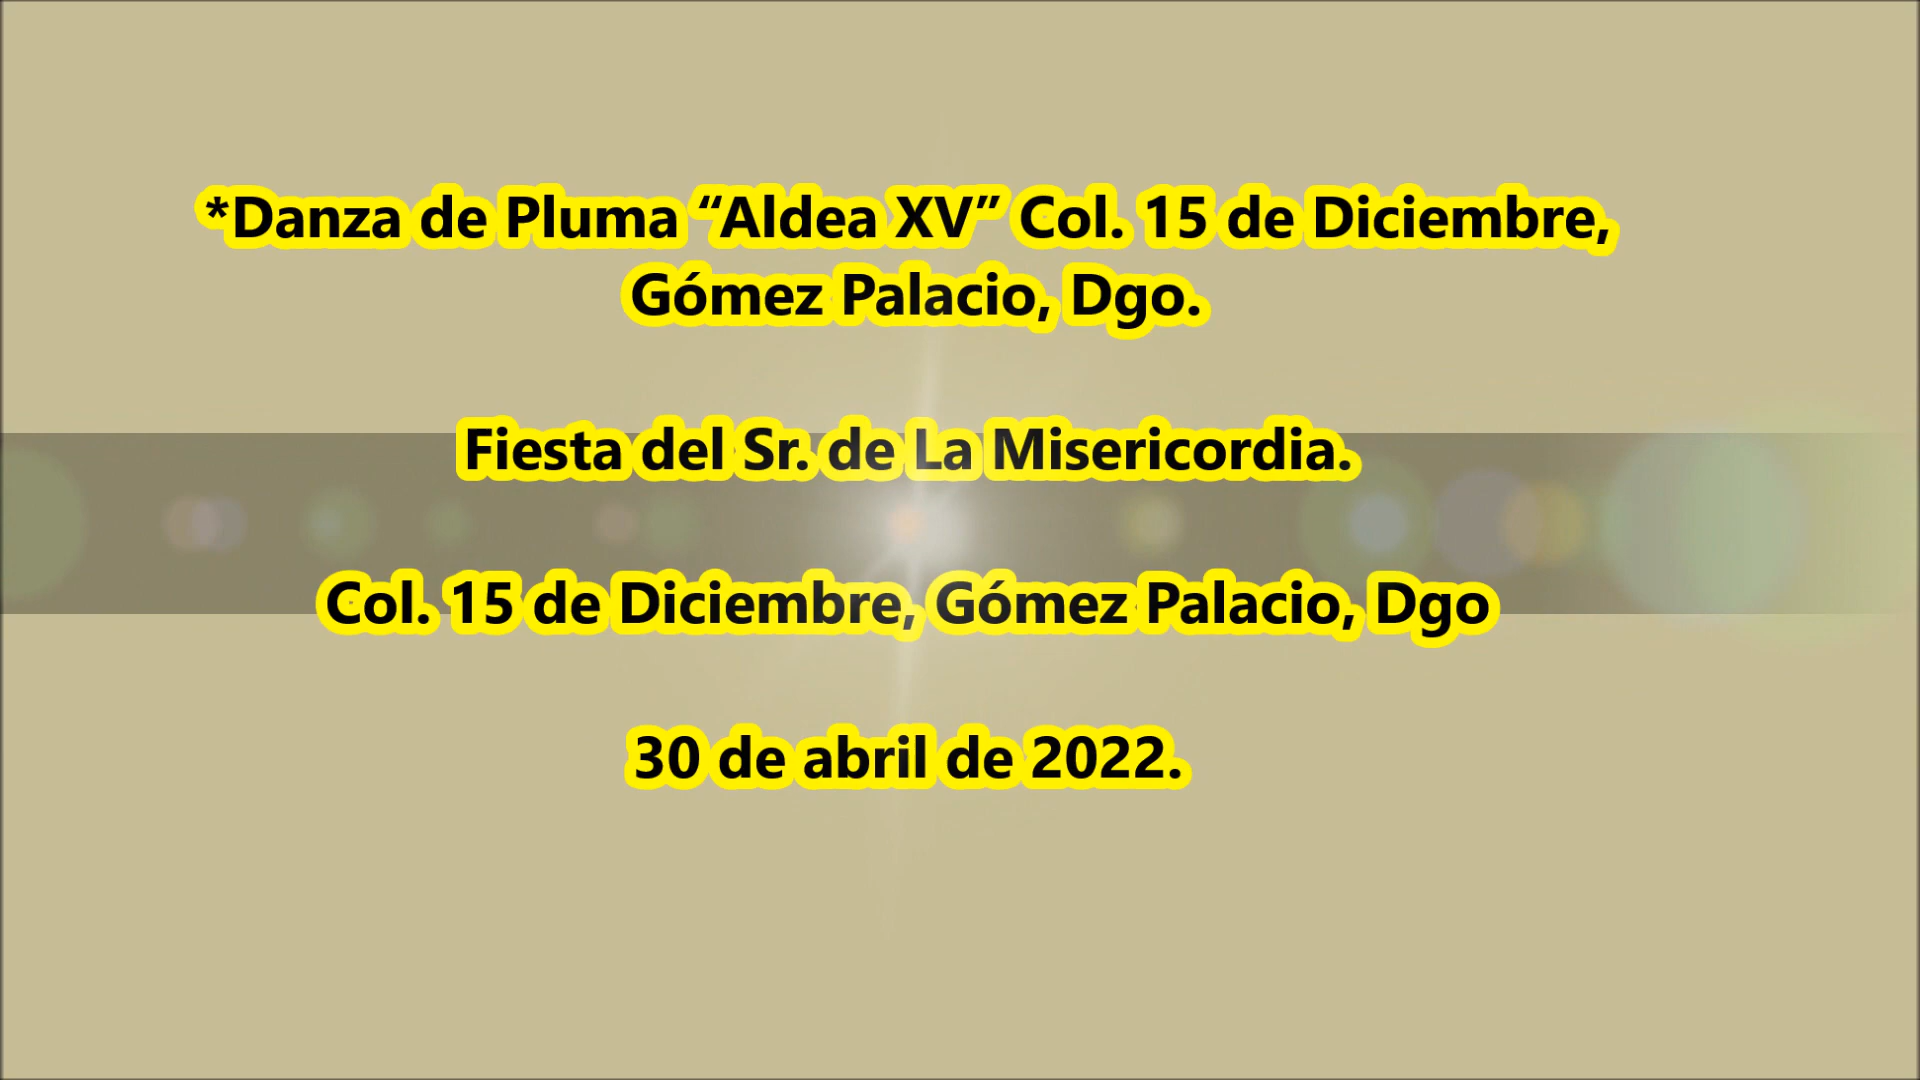 *Danza de Pluma “Aldea XV” Col. 15 de Diciembre,
Gómez Palacio, Dgo.
Fiesta del Sr. de La Misericordia.
Col. 15 de Diciembre, Gómez Palacio, Dgo
30 de abril de 2022.